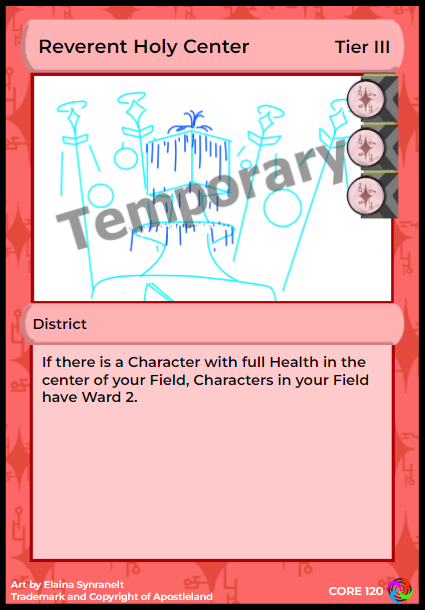 Reverent Holy Center
Tier III
Temporary
District
If there is a Character with full Health in the
center of your Field, Characters in your Field
have Ward 2.
Art by Elaina Synranelt
Trademark and Copyright of Apostleland
CORE 120